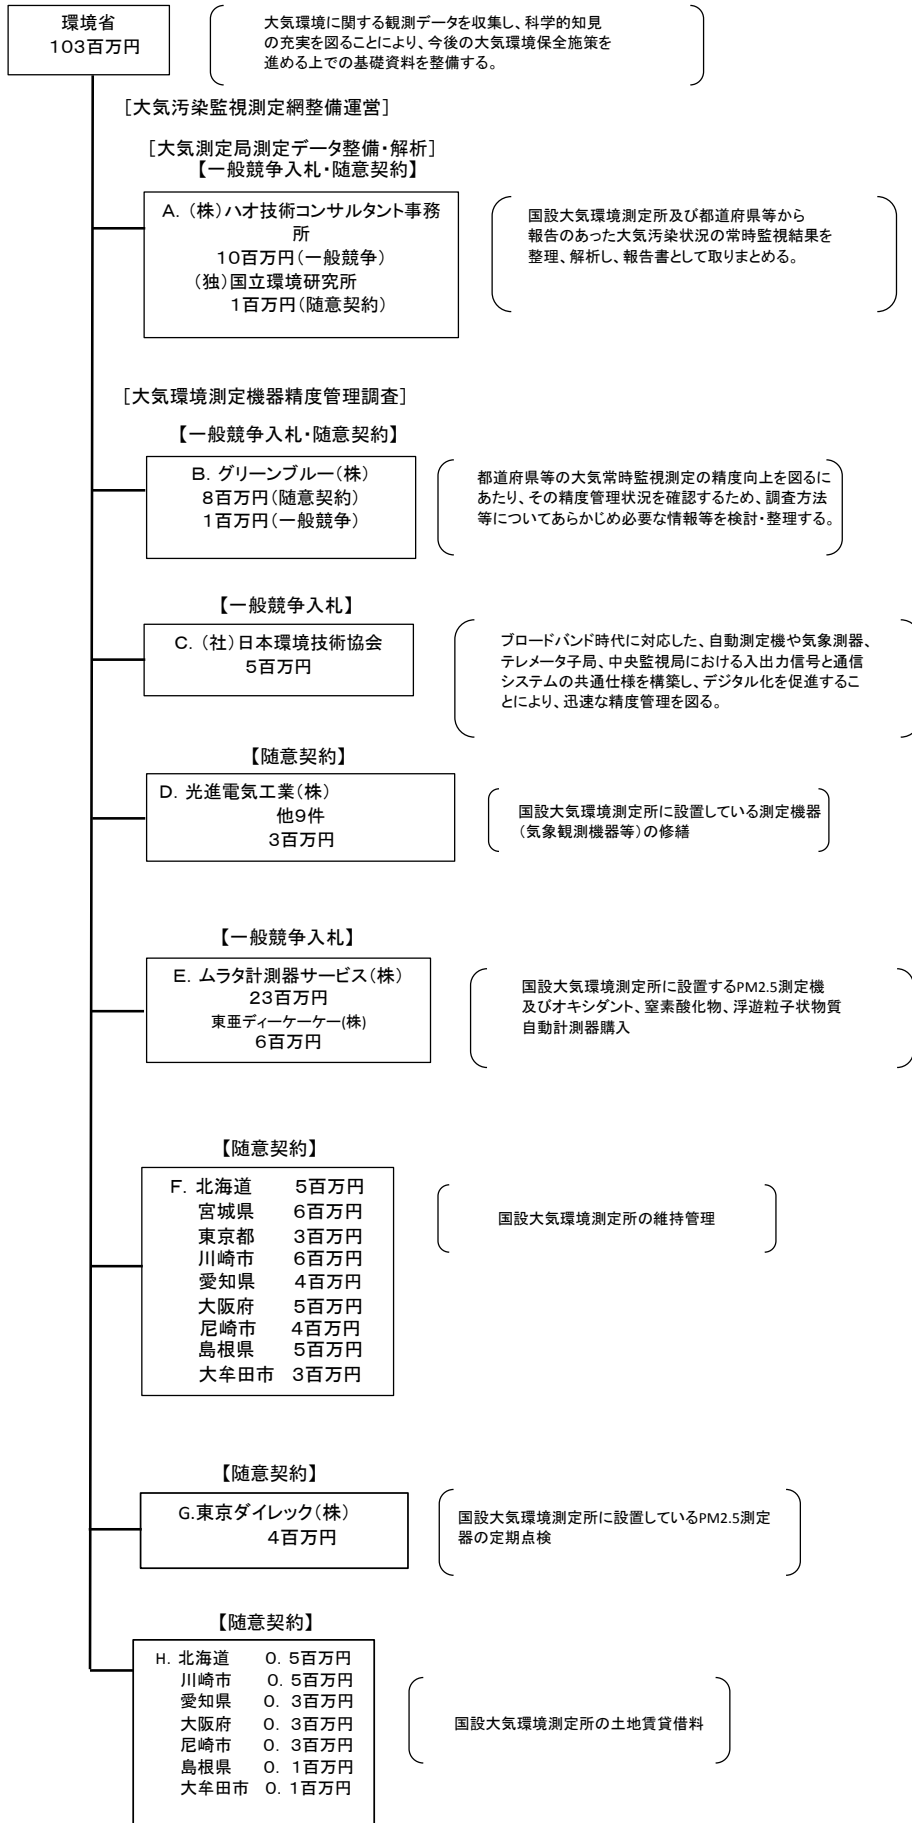 環境省
103百万円
大気環境に関する観測データを収集し、科学的知見
の充実を図ることにより、今後の大気環境保全施策を
進める上での基礎資料を整備する。
［大気汚染監視測定網整備運営］
［大気測定局測定データ整備・解析］
【一般競争入札・随意契約】
A. （株）ハオ技術コンサルタント事務
所
10百万円（一般競争）
（独）国立環境研究所
1百万円（随意契約）
国設大気環境測定所及び都道府県等から
報告のあった大気汚染状況の常時監視結果を
整理、解析し、報告書として取りまとめる。
［大気環境測定機器精度管理調査］
【一般競争入札・随意契約】
B. グリーンブルー（株）
8百万円（随意契約）
1百万円（一般競争）
都道府県等の大気常時監視測定の精度向上を図るに
あたり、その精度管理状況を確認するため、調査方法
等についてあらかじめ必要な情報等を検討・整理する。
【一般競争入札】
C. （社）日本環境技術協会
5百万円
ブロードバンド時代に対応した、自動測定機や気象測器、
テレメータ子局、中央監視局における入出力信号と通信
システムの共通仕様を構築し、デジタル化を促進するこ
とにより、迅速な精度管理を図る。
【随意契約】
D. 光進電気工業（株）
他9件
3百万円
国設大気環境測定所に設置している測定機器
（気象観測機器等）の修繕
【一般競争入札】
E. ムラタ計測器サービス（株）
23百万円
東亜ディーケーケー(株)
6百万円
国設大気環境測定所に設置するPM2.5測定機
及びオキシダント、窒素酸化物、浮遊粒子状物質
自動計測器購入
【随意契約】
F. 北海道 5百万円
宮城県 6百万円
東京都 3百万円
川崎市 6百万円
愛知県 4百万円
大阪府 5百万円
尼崎市 4百万円
島根県 5百万円
大牟田市 3百万円
国設大気環境測定所の維持管理
【随意契約】
G.東京ダイレック（株）
4百万円
国設大気環境測定所に設置しているPM2.5測定
器の定期点検
【随意契約】
H. 北海道 0．5百万円
川崎市 0．5百万円
愛知県 0．3百万円
大阪府 0．3百万円
尼崎市 0．3百万円
島根県 0．1百万円
大牟田市 0．1百万円
国設大気環境測定所の土地賃貸借料